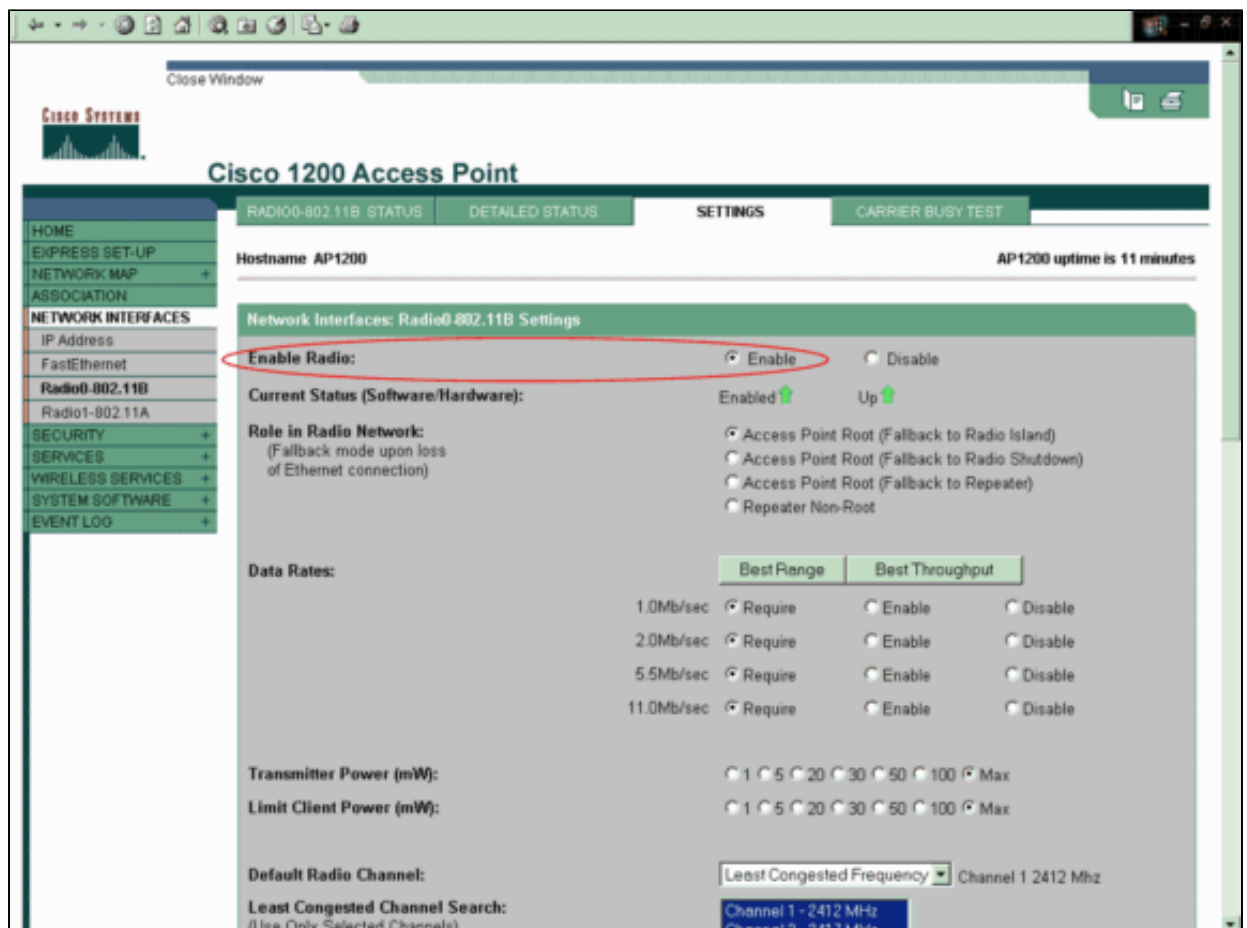 Close Window
CISCO SYSTEMS
Cisco 1200 Access Point
RADIO0-802.11B STATUS DETAILED STATUS SETTINGS CARRIER BUSY TEST
HOME
EXPRESS SET-UP
NETWORK MAP +
ASSOCIATION
NETWORK INTERFACES
IP Address
FastEthernet
Radio0-802.11B
Radio1-802.11A
SECURITY +
SERVICES +
WIRELESS SERVICES +
SYSTEM SOFTWARE +
EVENT LOG +
Hostname AP1200 AP1200 uptime is 11 minutes
Network Interfaces: Radio0-802.11B Settings
Enable Radio: Enable Disable
Current Status (Software/Hardware): Enabled Up
Role in Radio Network:
(Fallback mode upon loss
of Ethernet connection)
Access Point Root (Fallback to Radio Island)
Access Point Root (Fallback to Radio Shutdown)
Access Point Root (Fallback to Repeater)
Repeater Non-Root
Data Rates: Best Range Best Throughput
1.0Mb/sec Require Enable Disable
2.0Mb/sec Require Enable Disable
5.5Mb/sec Require Enable Disable
11.0Mb/sec Require Enable Disable
Transmitter Power (mW): 1 5 20 30 50 100 Max
Limit Client Power (mW): 1 5 20 30 50 100 Max
Default Radio Channel: Least Congested Frequency Channel 1 2412 Mhz
Least Congested Channel Search: Channel 1 - 2412 MHz
(Use Only Selected Channels) Channel 2 - 2417 MHz